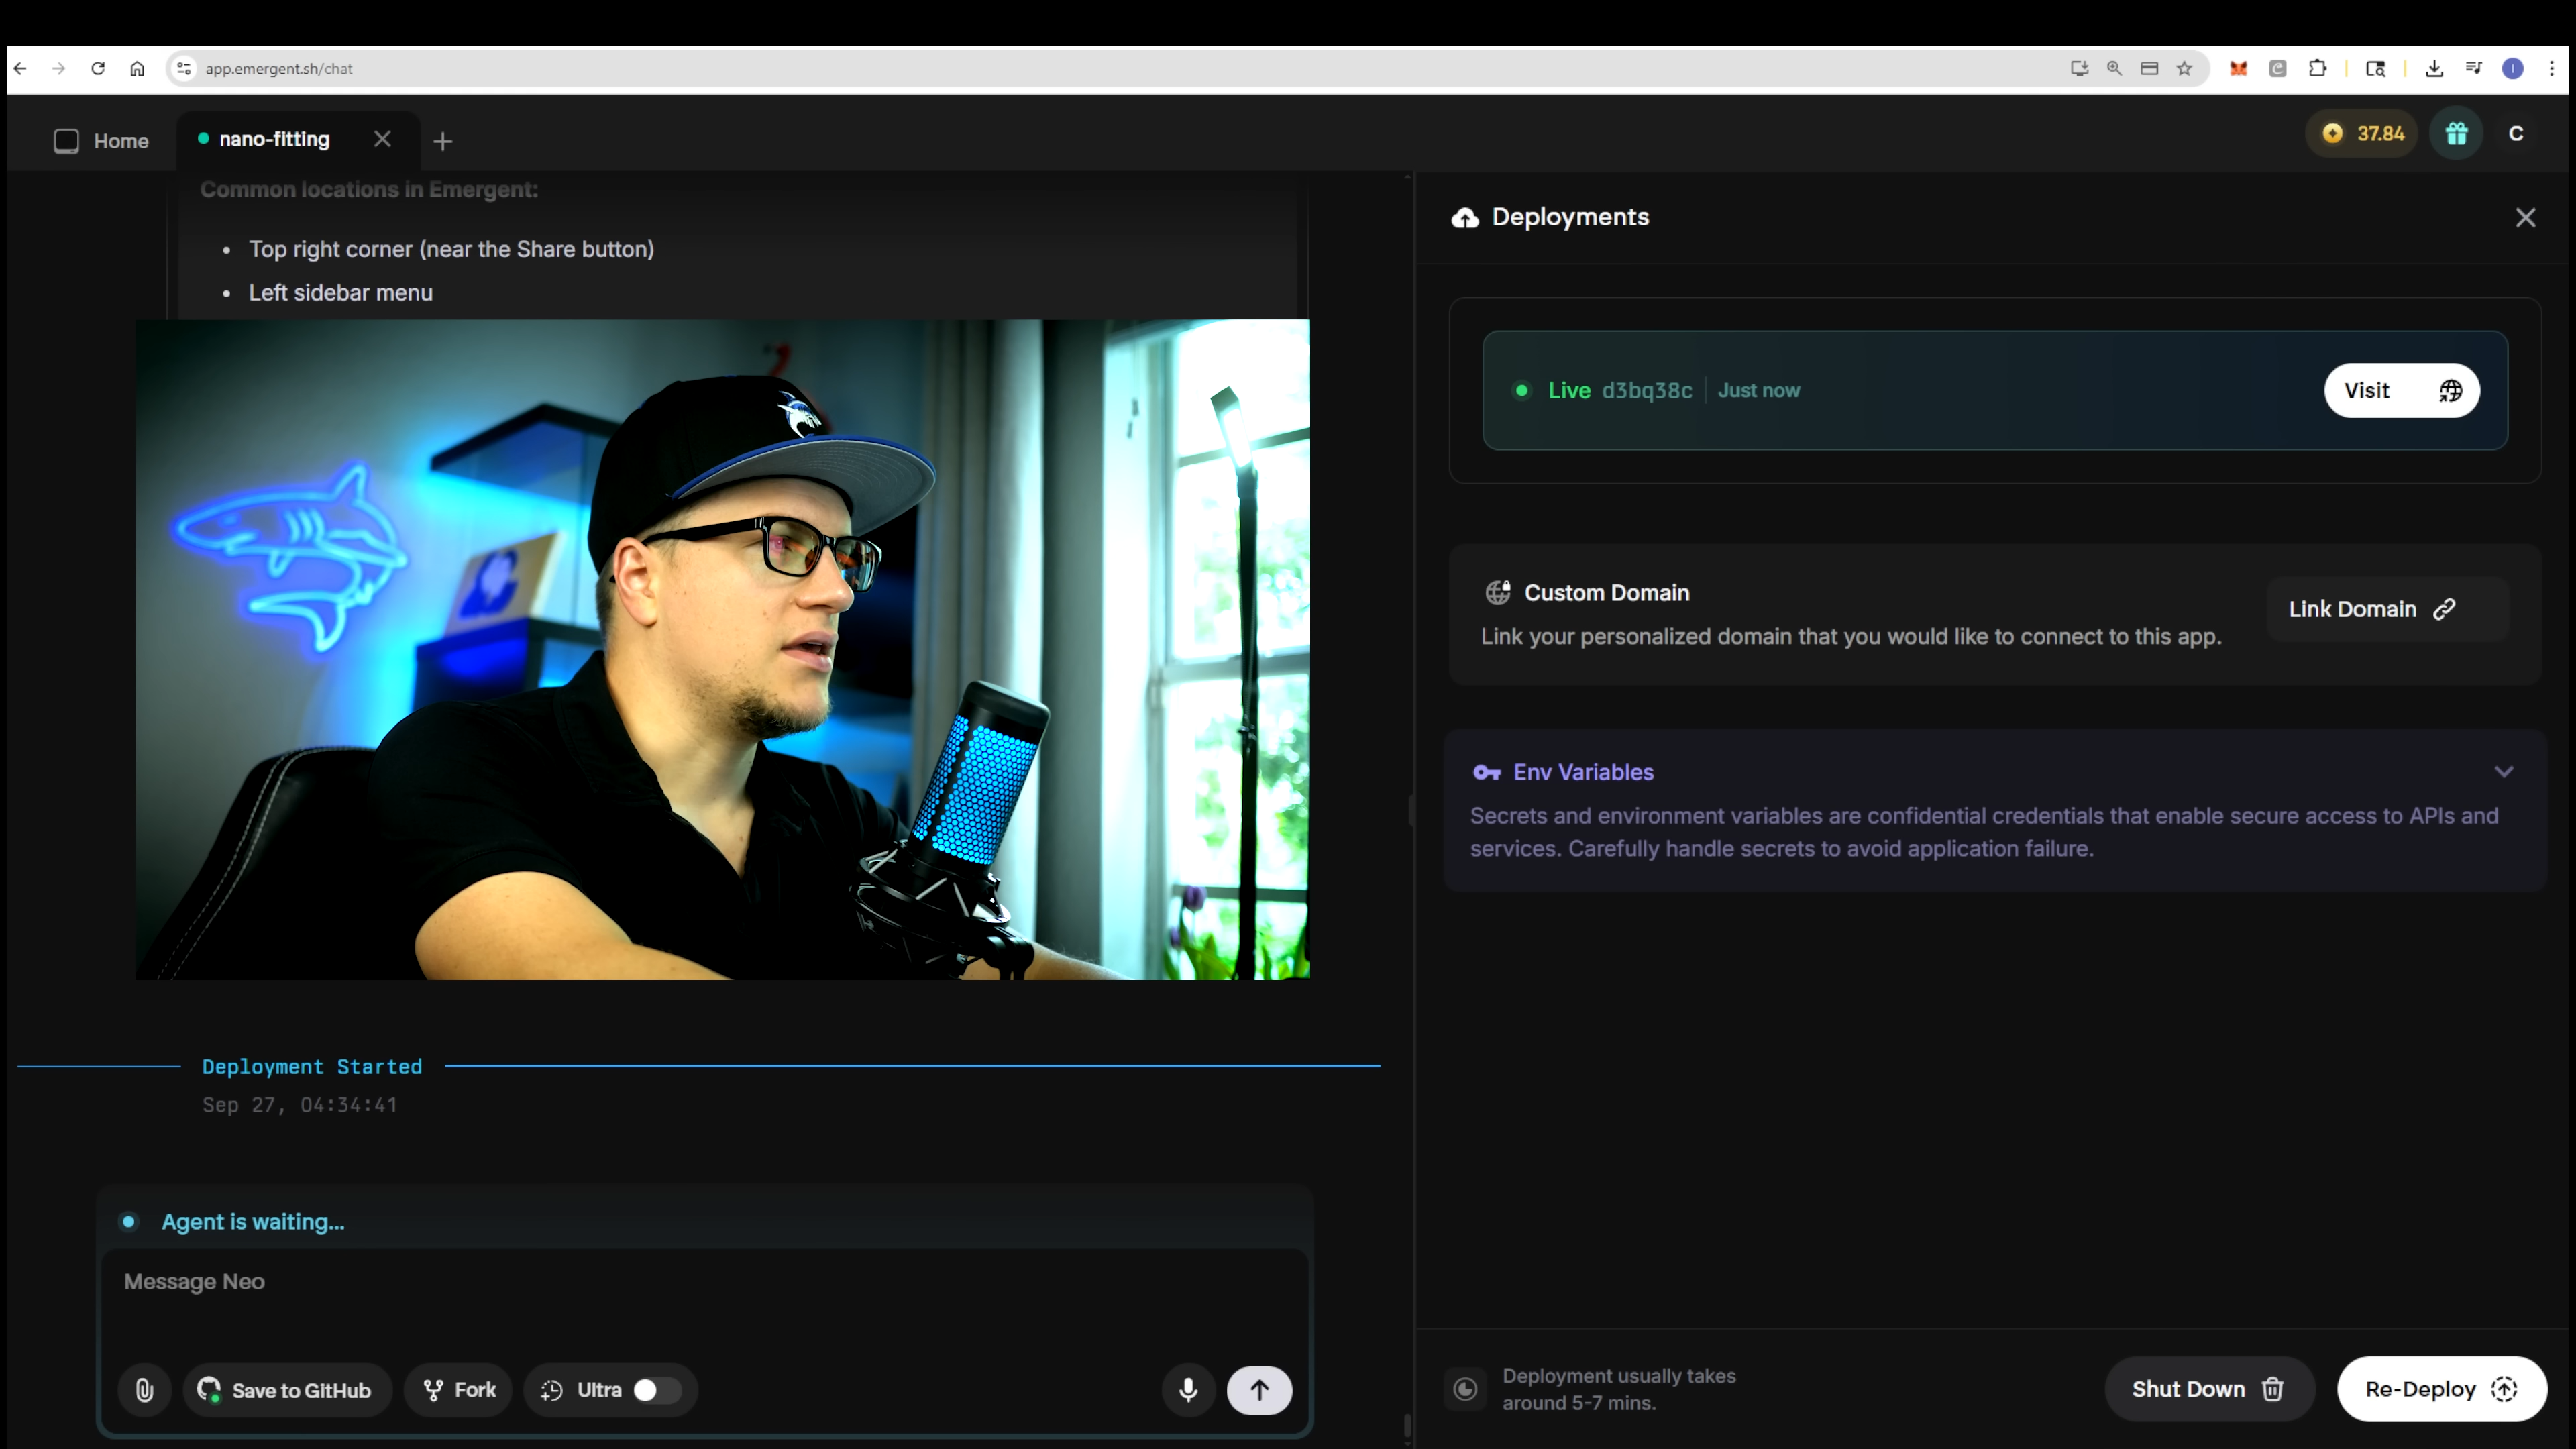 app.emergent.sh/chat
Home
nano-fitting
37.84
C
Common locations in Emergent:
• Top right corner (near the Share button)
• Left sidebar menu
Deployment Started
Sep 27, 04:34:41
Agent is waiting...
Message Neo
Save to GitHub
Fork
Ultra
Deployments
Live d3bq38c | Just now
Visit
Custom Domain
Link your personalized domain that you would like to connect to this app.
Link Domain
Env Variables
Secrets and environment variables are confidential credentials that enable secure access to APIs and
services. Carefully handle secrets to avoid application failure.
Deployment usually takes
around 5-7 mins.
Shut Down
Re-Deploy